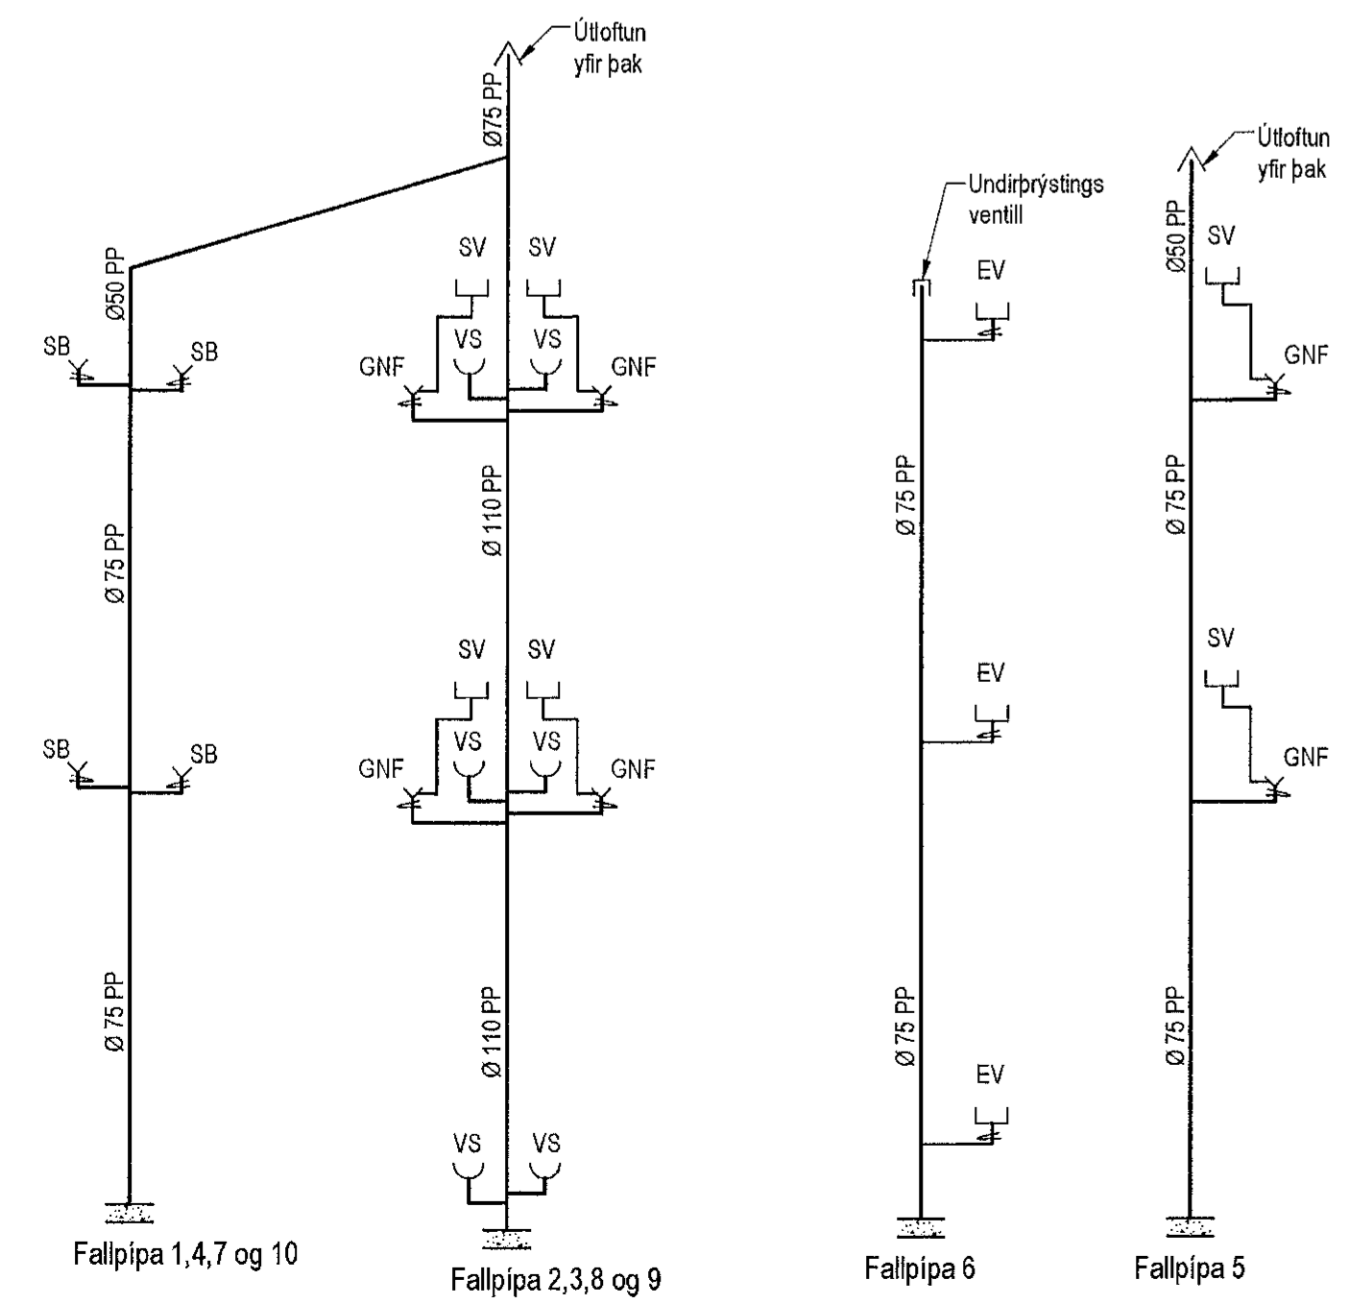 Útloftun
yfir þak
Ø75 PP
Ø50 PP
SB
SB
SV
SV
VS
VS
GNF
GNF
Ø 75 PP
Ø 110 PP
SB
SB
SV
SV
VS
VS
GNF
GNF
Ø 75 PP
Ø 110 PP
VS
VS
Fallpípa 1,4,7 og 10
Fallpípa 2,3,8 og 9
Undirþrýstings
ventill
EV
Ø 75 PP
EV
Ø 75 PP
EV
Fallpípa 6
Útloftun
yfir þak
Ø50 PP
SV
GNF
Ø 75 PP
SV
GNF
Ø 75 PP
Fallpípa 5